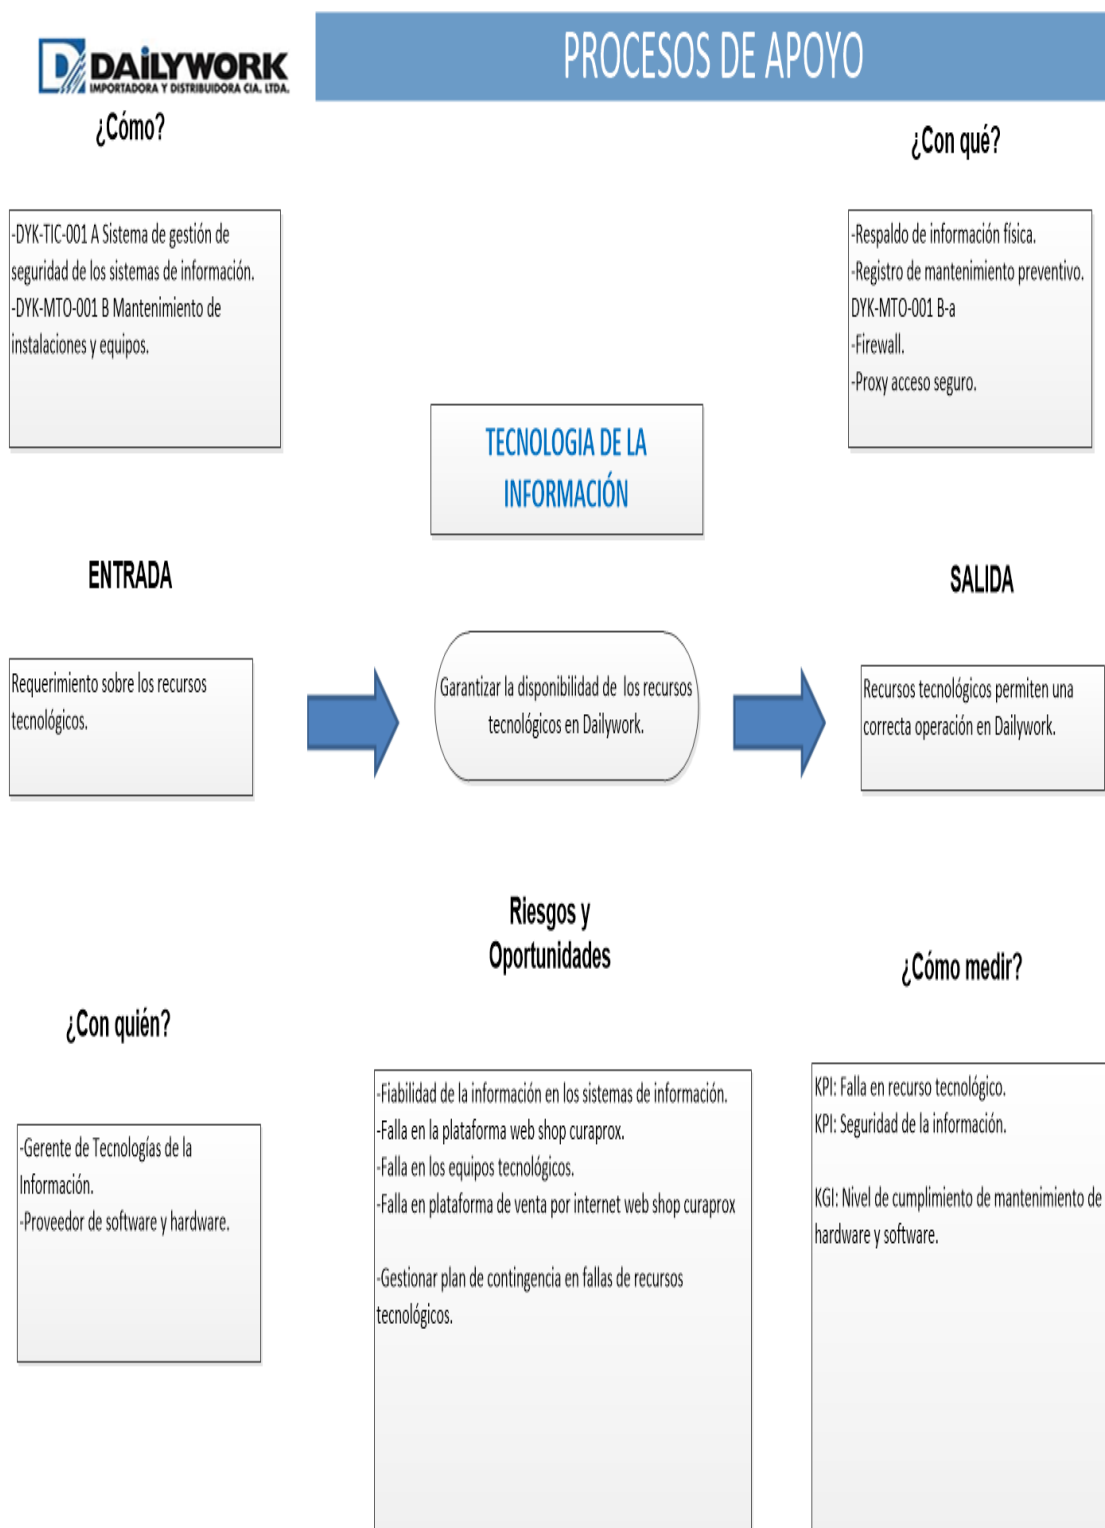 DAiLYWORK
IMPORTADORA Y DISTRIBUIDORA CIA. LTDA.
PROCESOS DE APOYO
¿Cómo?
¿Con qué?
-DYK-TIC-001 A Sistema de gestión de
seguridad de los sistemas de información.
-DYK-MTO-001 B Mantenimiento de
instalaciones y equipos.
-Respaldo de información física.
-Registro de mantenimiento preventivo.
DYK-MTO-001 B-a
-Firewall.
-Proxy acceso seguro.
TECNOLOGIA DE LA
INFORMACIÓN
ENTRADA
SALIDA
Requerimiento sobre los recursos
tecnológicos.
Garantizar la disponibilidad de los recursos
tecnológicos en Dailywork.
Recursos tecnológicos permiten una
correcta operación en Dailywork.
Riesgos y
Oportunidades
¿Cómo medir?
¿Con quién?
-Gerente de Tecnologías de la
Información.
-Proveedor de software y hardware.
-Fiabilidad de la información en los sistemas de información.
-Falla en la plataforma web shop curaprox.
-Falla en los equipos tecnológicos.
-Falla en plataforma de venta por internet web shop curaprox
-Gestionar plan de contingencia en fallas de recursos
tecnológicos.
KPI: Falla en recurso tecnológico.
KPI: Seguridad de la información.
KGI: Nivel de cumplimiento de mantenimiento de
hardware y software.